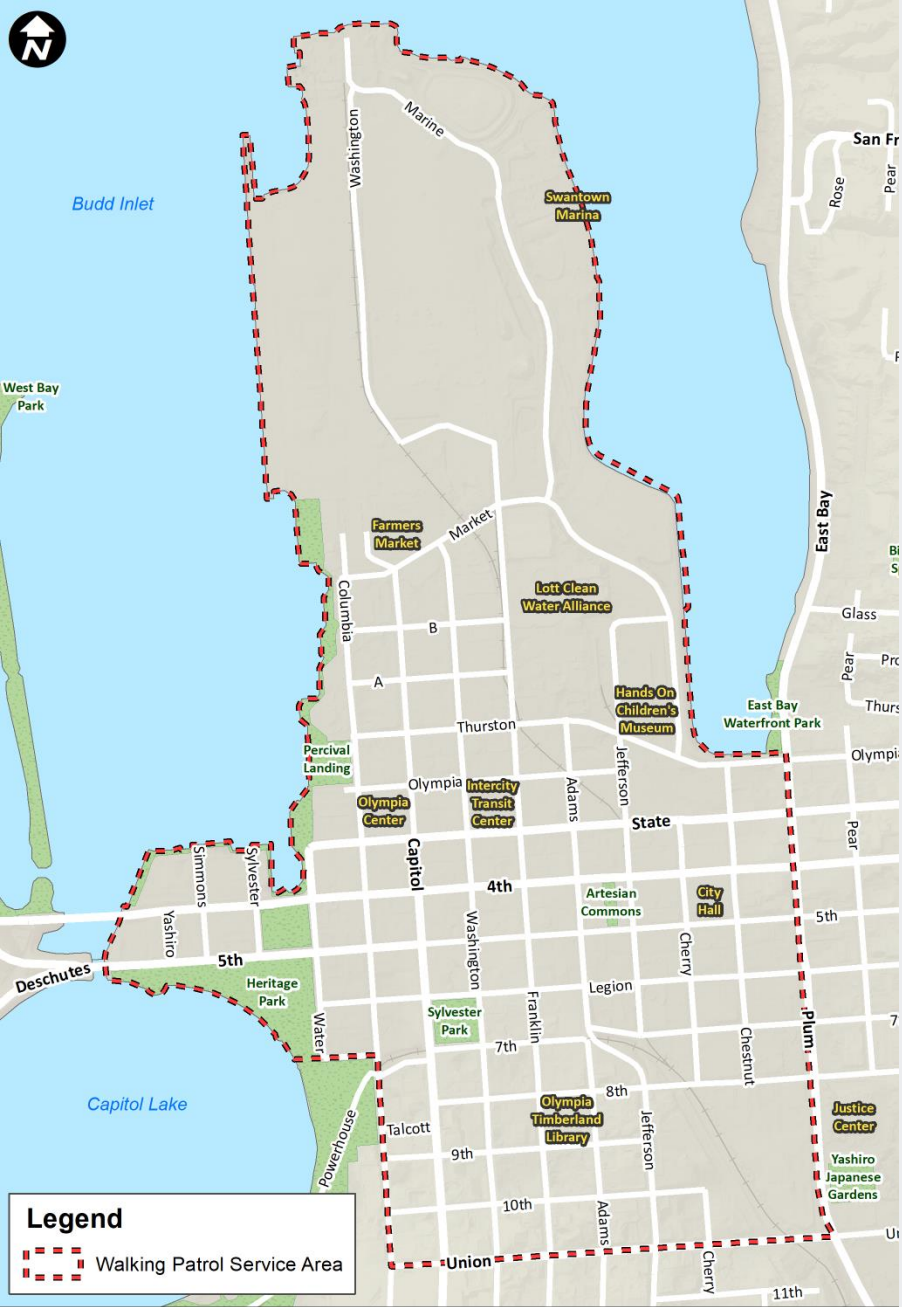 N
Budd Inlet
Washington
Marine
San Fr
Pear
Rose
Swantown
Marina
West Bay
Park
East Bay
Farmers
Market
Market
Columbia
Lott Clean
Water Alliance
B
Glass
A
Pear
Pro
Thurs
Hands On
Children's
Museum
East Bay
Waterfront Park
Thurston
Percival
Landing
Jefferson
Olympi
Olympia
Olympia
Center
Intercity
Transit
Center
Adams
State
Pear
Capitol
4th
Simmons
Sylvester
Yashiro
Artesian
Commons
City
Hall
5th
Washington
Cherry
5th
Deschutes
Heritage
Park
Legion
Water
Sylvester
Park
Franklin
Plum
7
7th
Chestnut
8th
Capitol Lake
Powerhouse
Talcott
Olympia
Timberland
Library
Jefferson
Justice
Center
9th
Yashiro
Japanese
Gardens
10th
Adams
Union
Cherry
11th
Legend
Walking Patrol Service Area